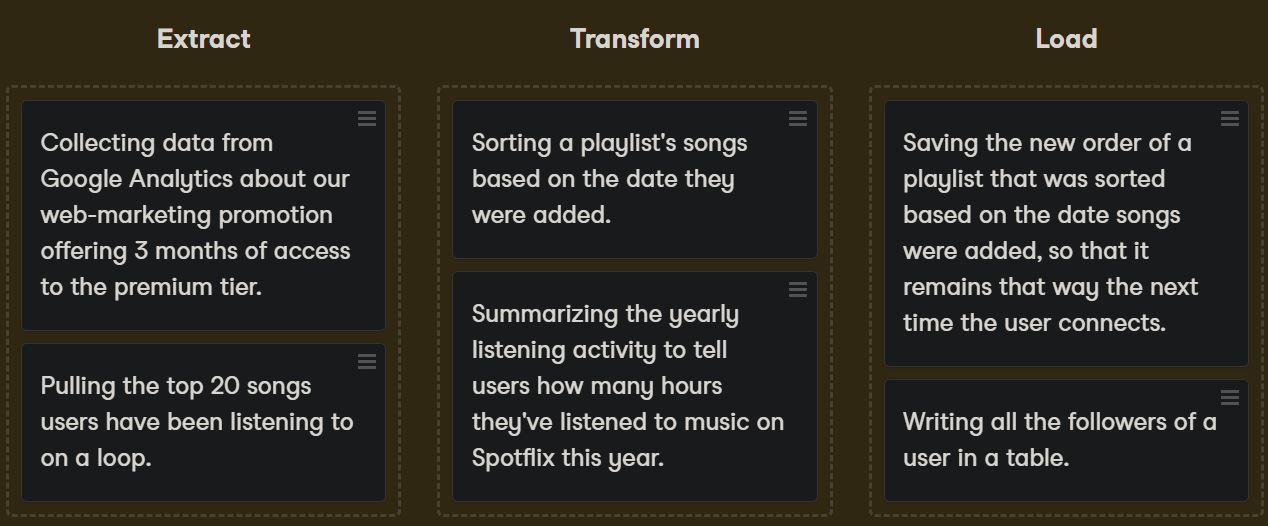 Extract
Collecting data from
Google Analytics about our
web-marketing promotion
offering 3 months of access
to the premium tier.
Pulling the top 20 songs
users have been listening to
on a loop.
Transform
Sorting a playlist's songs
based on the date they
were added.
Summarizing the yearly
listening activity to tell
users how many hours
they've listened to music on
Spotflix this year.
Load
Saving the new order of a
playlist that was sorted
based on the date songs
were added, so that it
remains that way the next
time the user connects.
Writing all the followers of a
user in a table.